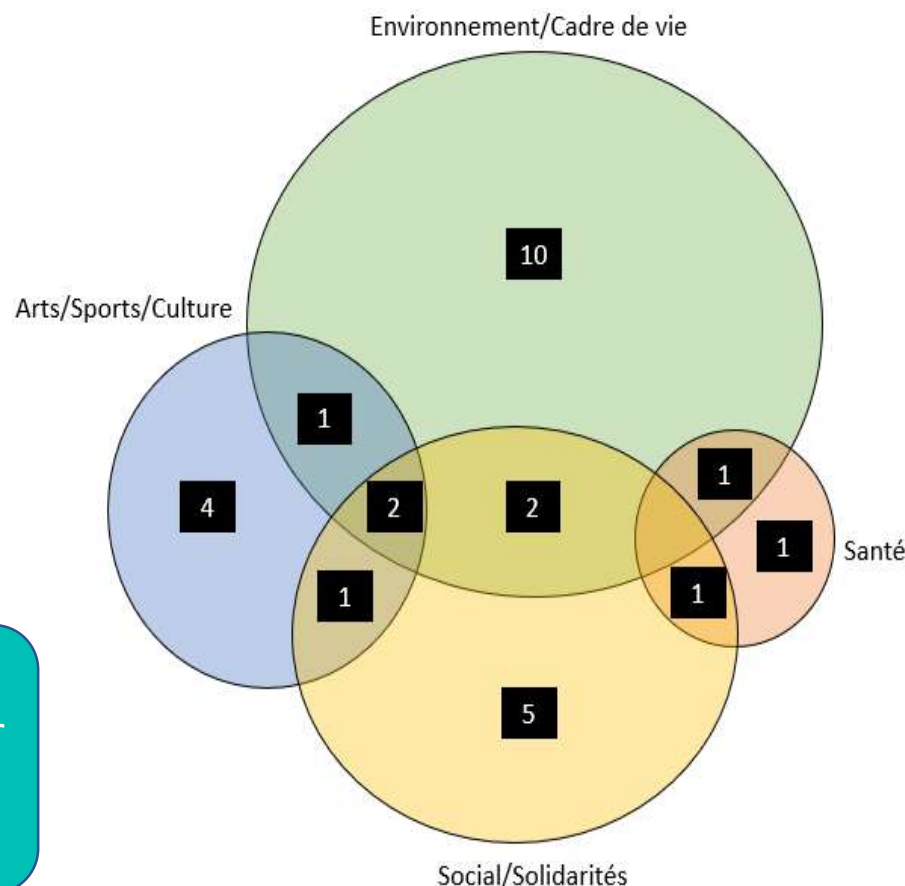 Environnement/Cadre de vie
10
Arts/Sports/Culture
1
1
4
2
2
1
Santé
1
1
5
Social/Solidarités